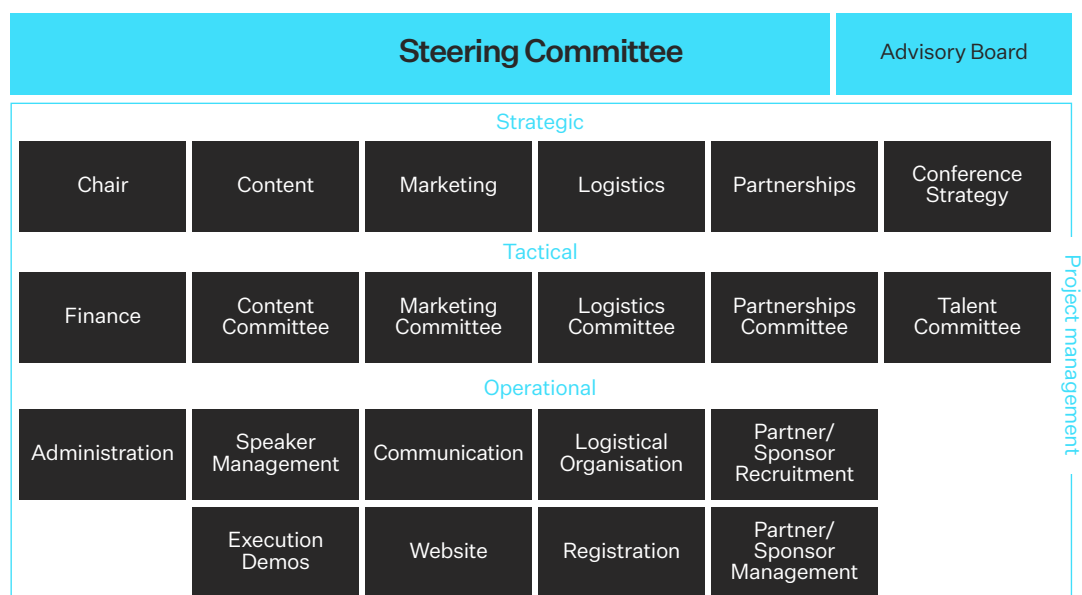 Steering Committee
Advisory Board
Strategic
Chair
Content
Marketing
Logistics
Partnerships
Conference
Strategy
Tactical
Finance
Content
Committee
Marketing
Committee
Logistics
Committee
Partnerships
Committee
Talent
Committee
Project management
Operational
Administration
Speaker
Management
Communication
Logistical
Organisation
Partner/
Sponsor
Recruitment
Execution
Demos
Website
Registration
Partner/
Sponsor
Management